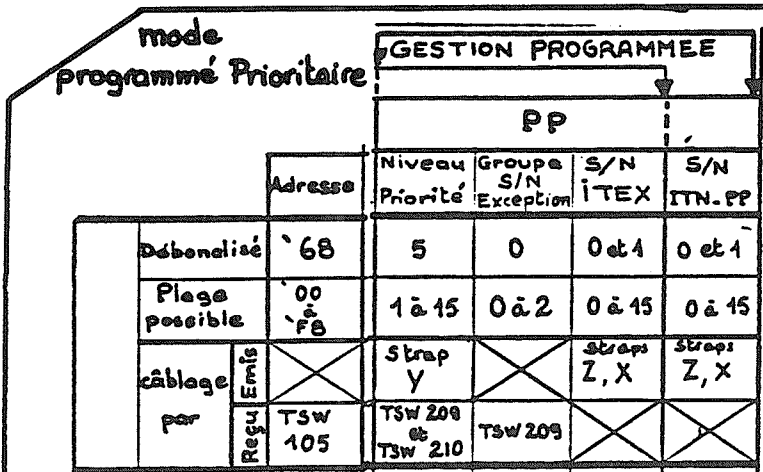 mode
programmé Prioritaire
GESTION PROGRAMMEE
PP
Adresse
Niveau Priorité
Groupe S/N Exception
S/N ITEX
S/N ITN-PP
Débanalisé
`68
5
0
0 et 1
0 et 1
Plage possible
`00 à `F8
1 à 15
0 à 2
0 à 15
0 à 15
câblage par
Emis
Strap Y
straps Z, X
straps Z, X
Reçu
TSW 105
TSW 209 et TSW 210
TSW 209